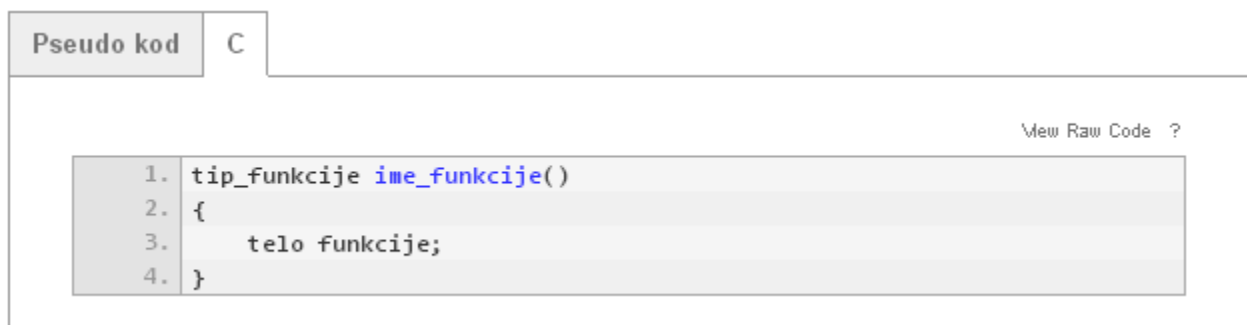 Pseudo kod C
View Raw Code ?
1. tip_funkcije ime_funkcije()
2. {
3. telo funkcije;
4. }